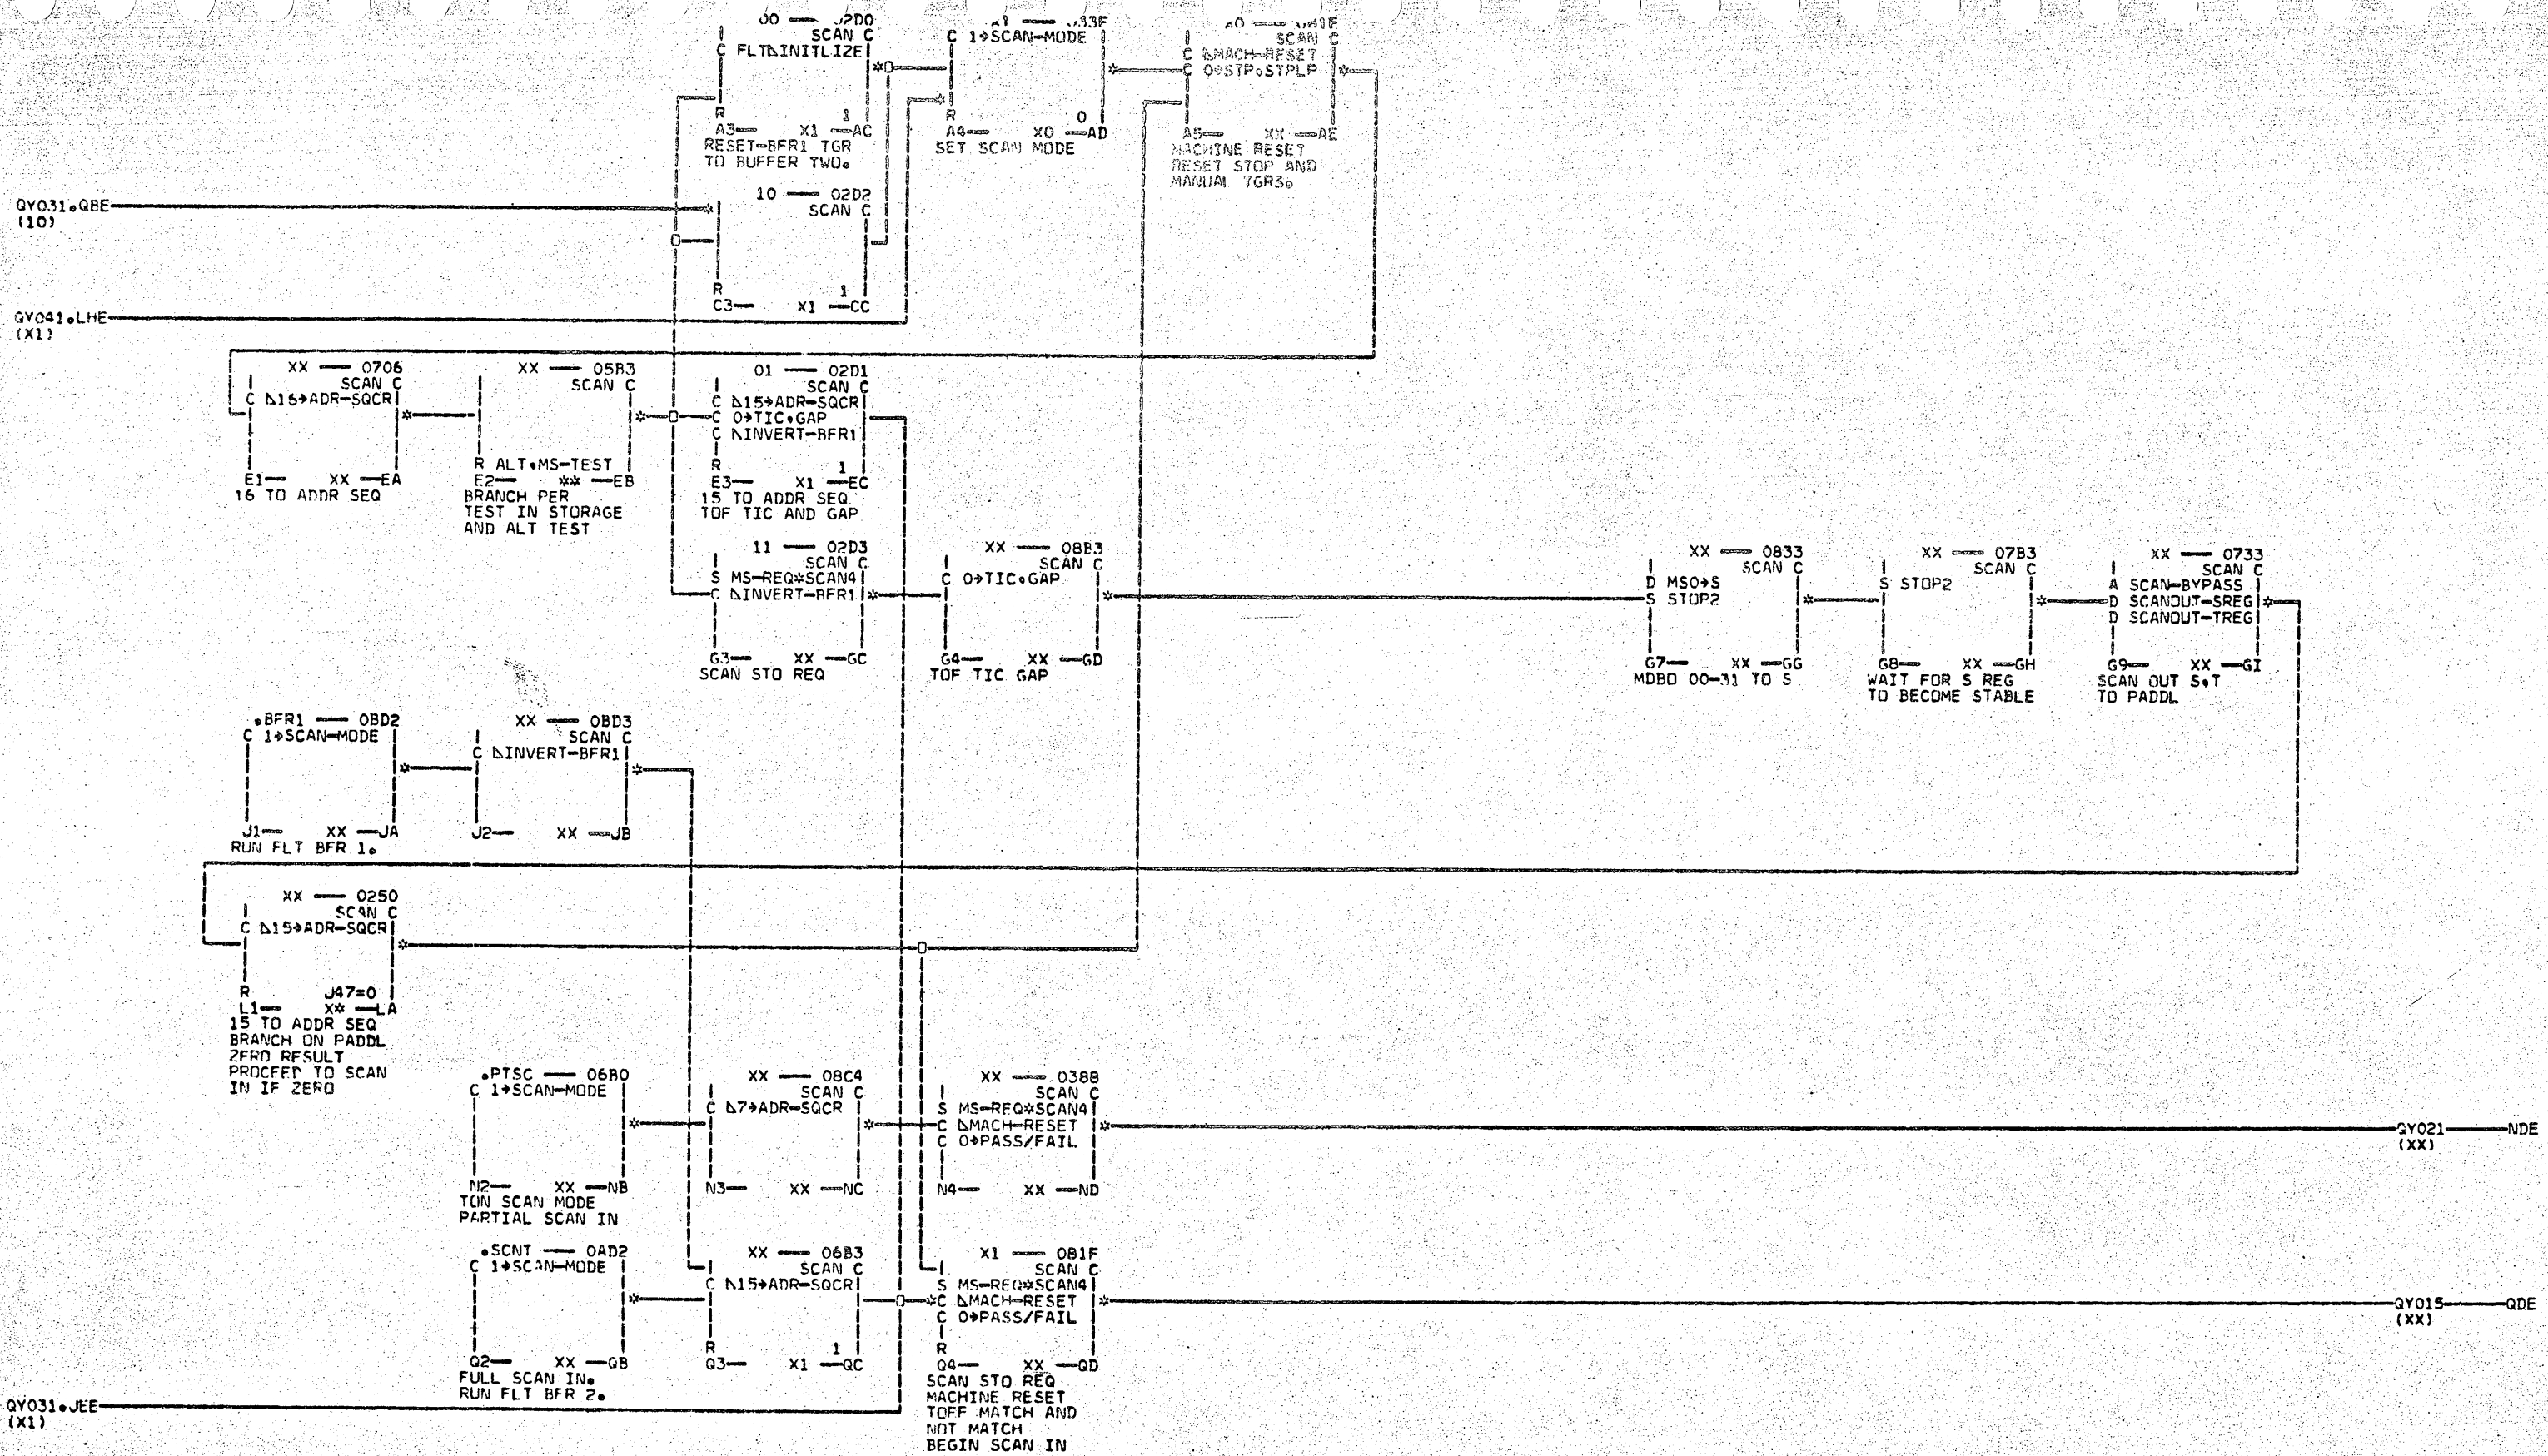 SCAN C
C FLT∆INITLIZE
R 1
A3— X1 —AC
RESET-BFR1 TGR
TO BUFFER TWO.
C 1→SCAN-MODE
R 0
A4— X0 —AD
SET SCAN MODE
SCAN C
C ∆MACH-RESET
C 0→STP.STPLP
A5— XX —AE
MACHINE RESET
RESET STOP AND
MANUAL TGRS.
QY031.QBE
(10)
10 — 02D2
SCAN C
R 1
C3— X1 —CC
QY041.LHE
(X1)
XX — 0706
SCAN C
C ∆16→ADR-SQCR
E1— XX —EA
16 TO ADDR SEQ
XX — 05B3
SCAN C
R ALT.MS-TEST
E2— ** —EB
BRANCH PER
TEST IN STORAGE
AND ALT TEST
01 — 02D1
SCAN C
C ∆15→ADR-SQCR
C 0→TIC.GAP
C ∆INVERT-BFR1
R 1
E3— X1 —EC
15 TO ADDR SEQ
TOF TIC AND GAP
11 — 02D3
SCAN C
S MS-REQ*SCAN4
C ∆INVERT-BFR1
G3— XX —GC
SCAN STO REQ
XX — 08B3
SCAN C
C 0→TIC.GAP
G4— XX —GD
TOF TIC GAP
XX — 0833
SCAN C
D MSO→S
S STOP2
G7— XX —GG
MDBO 00-31 TO S
XX — 07B3
SCAN C
S STOP2
G8— XX —GH
WAIT FOR S REG
TO BECOME STABLE
XX — 0733
SCAN C
A SCAN-BYPASS
D SCANOUT-SREG
D SCANOUT-TREG
G9— XX —GI
SCAN OUT S.T
TO PADDL
.BFR1 — 0BD2
C 1→SCAN-MODE
J1— XX —JA
RUN FLT BFR 1.
XX — 0BD3
SCAN C
C ∆INVERT-BFR1
J2— XX —JB
XX — 0250
SCAN C
C ∆15→ADR-SQCR
R J47=0
L1— X* —LA
15 TO ADDR SEQ
BRANCH ON PADDL
ZERO RESULT
PROCEED TO SCAN
IN IF ZERO
.PTSC — 06B0
C 1→SCAN-MODE
N2— XX —NB
TON SCAN MODE
PARTIAL SCAN IN
XX — 08C4
SCAN C
C ∆7→ADR-SQCR
N3— XX —NC
XX — 0388
SCAN C
S MS-REQ*SCAN4
C ∆MACH-RESET
C 0→PASS/FAIL
N4— XX —ND
QY021 —NDE
(XX)
.SCNT — 0AD2
C 1→SCAN-MODE
Q2— XX —QB
FULL SCAN IN.
RUN FLT BFR 2.
XX — 06B3
SCAN C
C ∆15→ADR-SQCR
R 1
Q3— X1 —QC
X1 — 081F
SCAN C
S MS-REQ*SCAN4
C ∆MACH-RESET
C 0→PASS/FAIL
R
Q4— XX —QD
SCAN STO REQ
MACHINE RESET
TOFF MATCH AND
NOT MATCH
BEGIN SCAN IN
QY015 —QDE
(XX)
QY031.JEE
(X1)